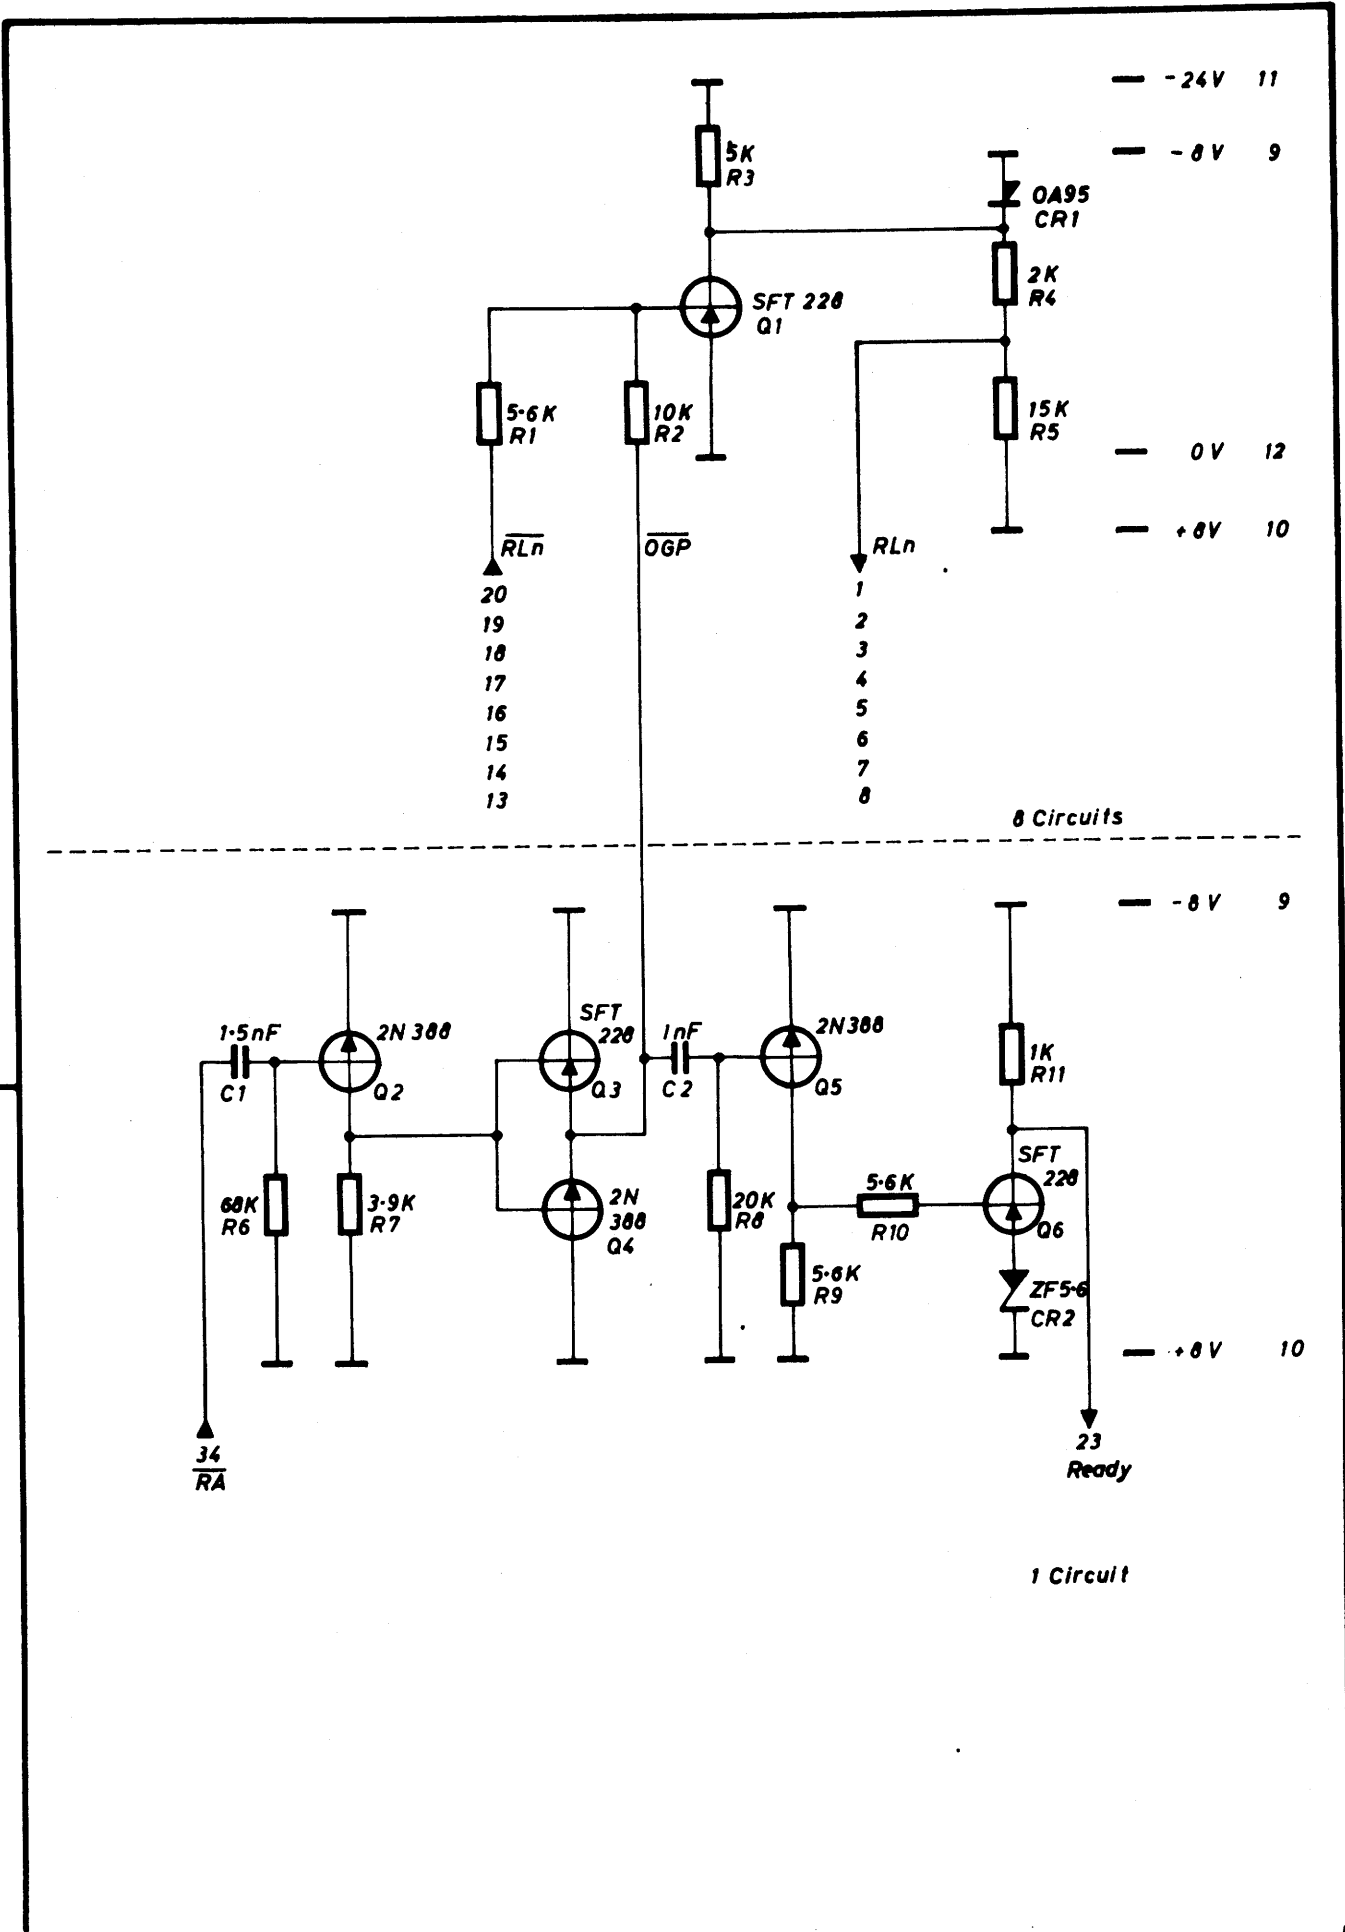 -24V 11
-8V 9
5K
R3
OA95
CR1
2K
R4
SFT 228
Q1
5·6K
R1
10K
R2
15K
R5
0V 12
+8V 10
RLn
OGP
RLn
20
19
18
17
16
15
14
13
1
2
3
4
5
6
7
8
8 Circuits
-8V 9
1·5nF
C1
2N388
Q2
SFT
228
Q3
1nF
C2
2N388
Q5
1K
R11
68K
R6
3·9K
R7
2N
388
Q4
20K
R8
5·6K
R10
SFT
228
Q6
5·6K
R9
ZF5·6
CR2
+8V 10
34
RA
23
Ready
1 Circuit